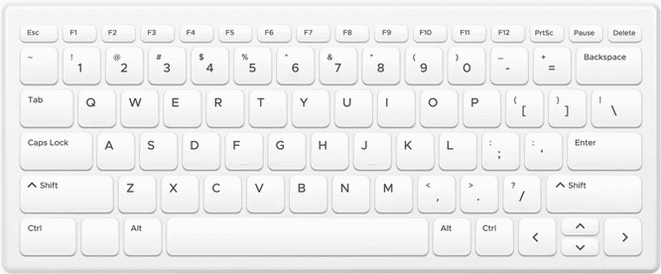 Esc F1 F2 F3 F4 F5 F6 F7 F8 F9 F10 F11 F12 PrtSc Pause Delete
~ ! @ # $ % ^ & * ( ) _ + Backspace
1 2 3 4 5 6 7 8 9 0 - =
Tab Q W E R T Y U I O P { [ } ] | \
Caps Lock A S D F G H J K L : ; : ' Enter
^ Shift Z X C V B N M < , > . ? / ^ Shift
Ctrl Alt Alt Ctrl < ^ v >